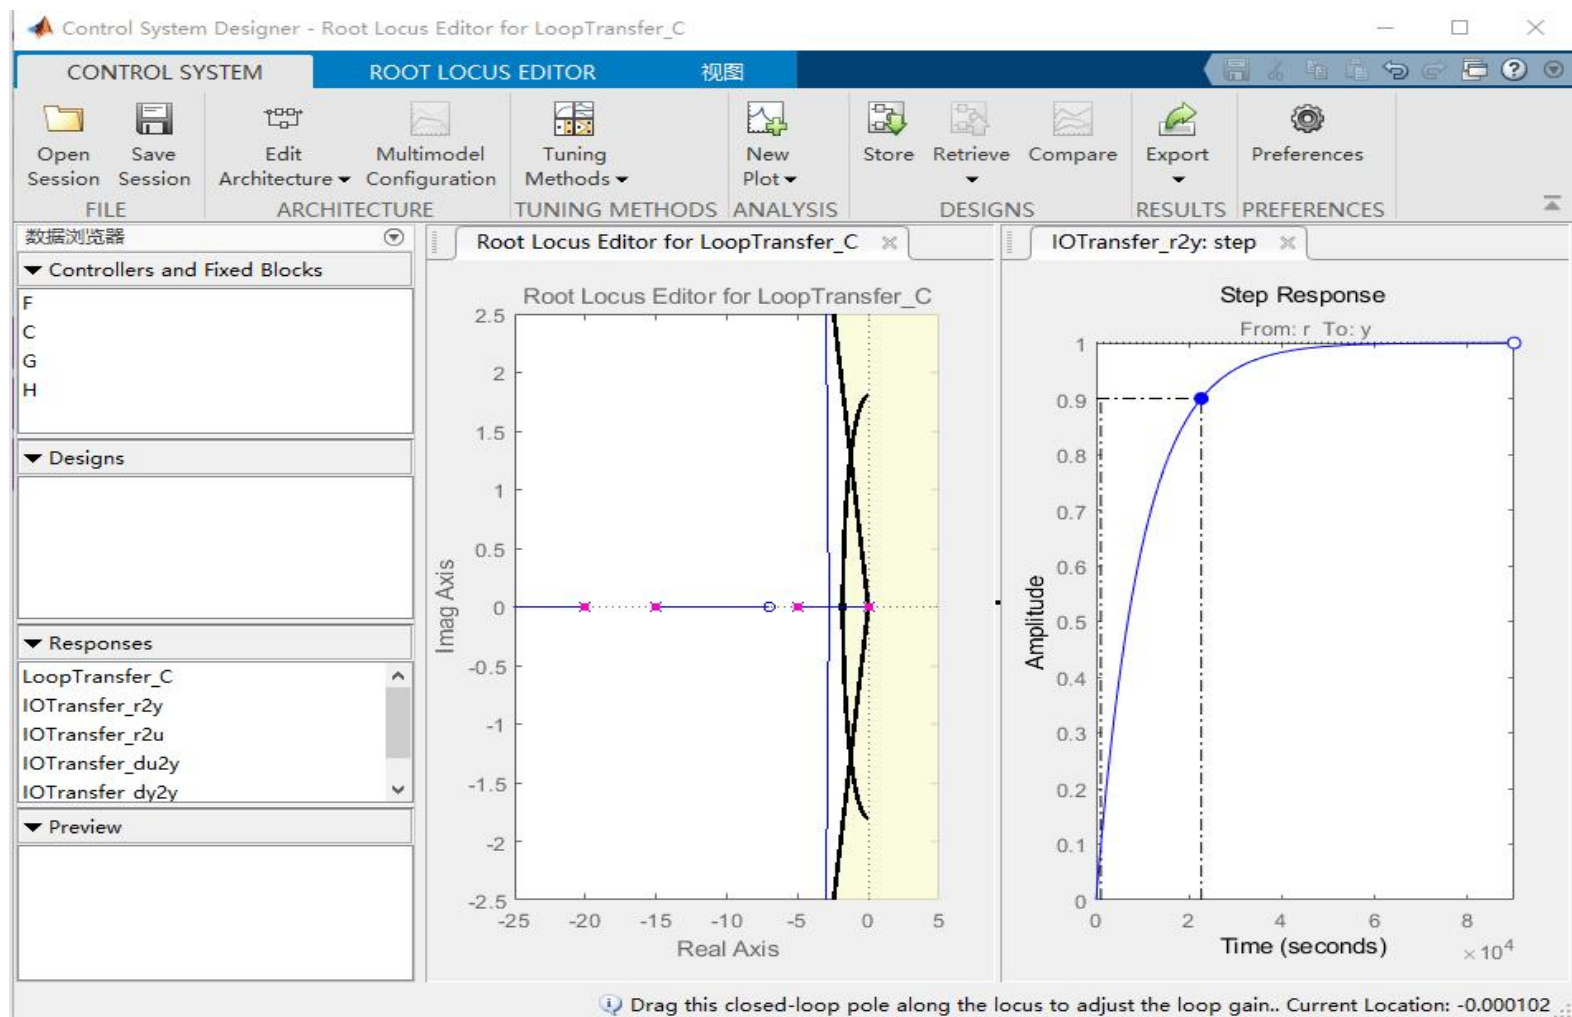 Control System Designer - Root Locus Editor for LoopTransfer_C
CONTROL SYSTEM ROOT LOCUS EDITOR 视图
Open Session Save Session Edit Architecture Multimodel Configuration Tuning Methods New Plot Store Retrieve Compare Export Preferences
FILE ARCHITECTURE TUNING METHODS ANALYSIS DESIGNS RESULTS PREFERENCES
数据浏览器
Controllers and Fixed Blocks
F
C
G
H
Designs
Responses
LoopTransfer_C
IOTransfer_r2y
IOTransfer_r2u
IOTransfer_du2y
IOTransfer_dy2y
Preview
Root Locus Editor for LoopTransfer_C
Root Locus Editor for LoopTransfer_C
2.5
2
1.5
1
0.5
0
-0.5
-1
-1.5
-2
-2.5
Imag Axis
-25 -20 -15 -10 -5 0 5
Real Axis
IOTransfer_r2y: step
Step Response
From: r To: y
1
0.9
0.8
0.7
0.6
0.5
0.4
0.3
0.2
0.1
0
Amplitude
0 2 4 6 8
Time (seconds) × 10⁴
Drag this closed-loop pole along the locus to adjust the loop gain.. Current Location: -0.000102